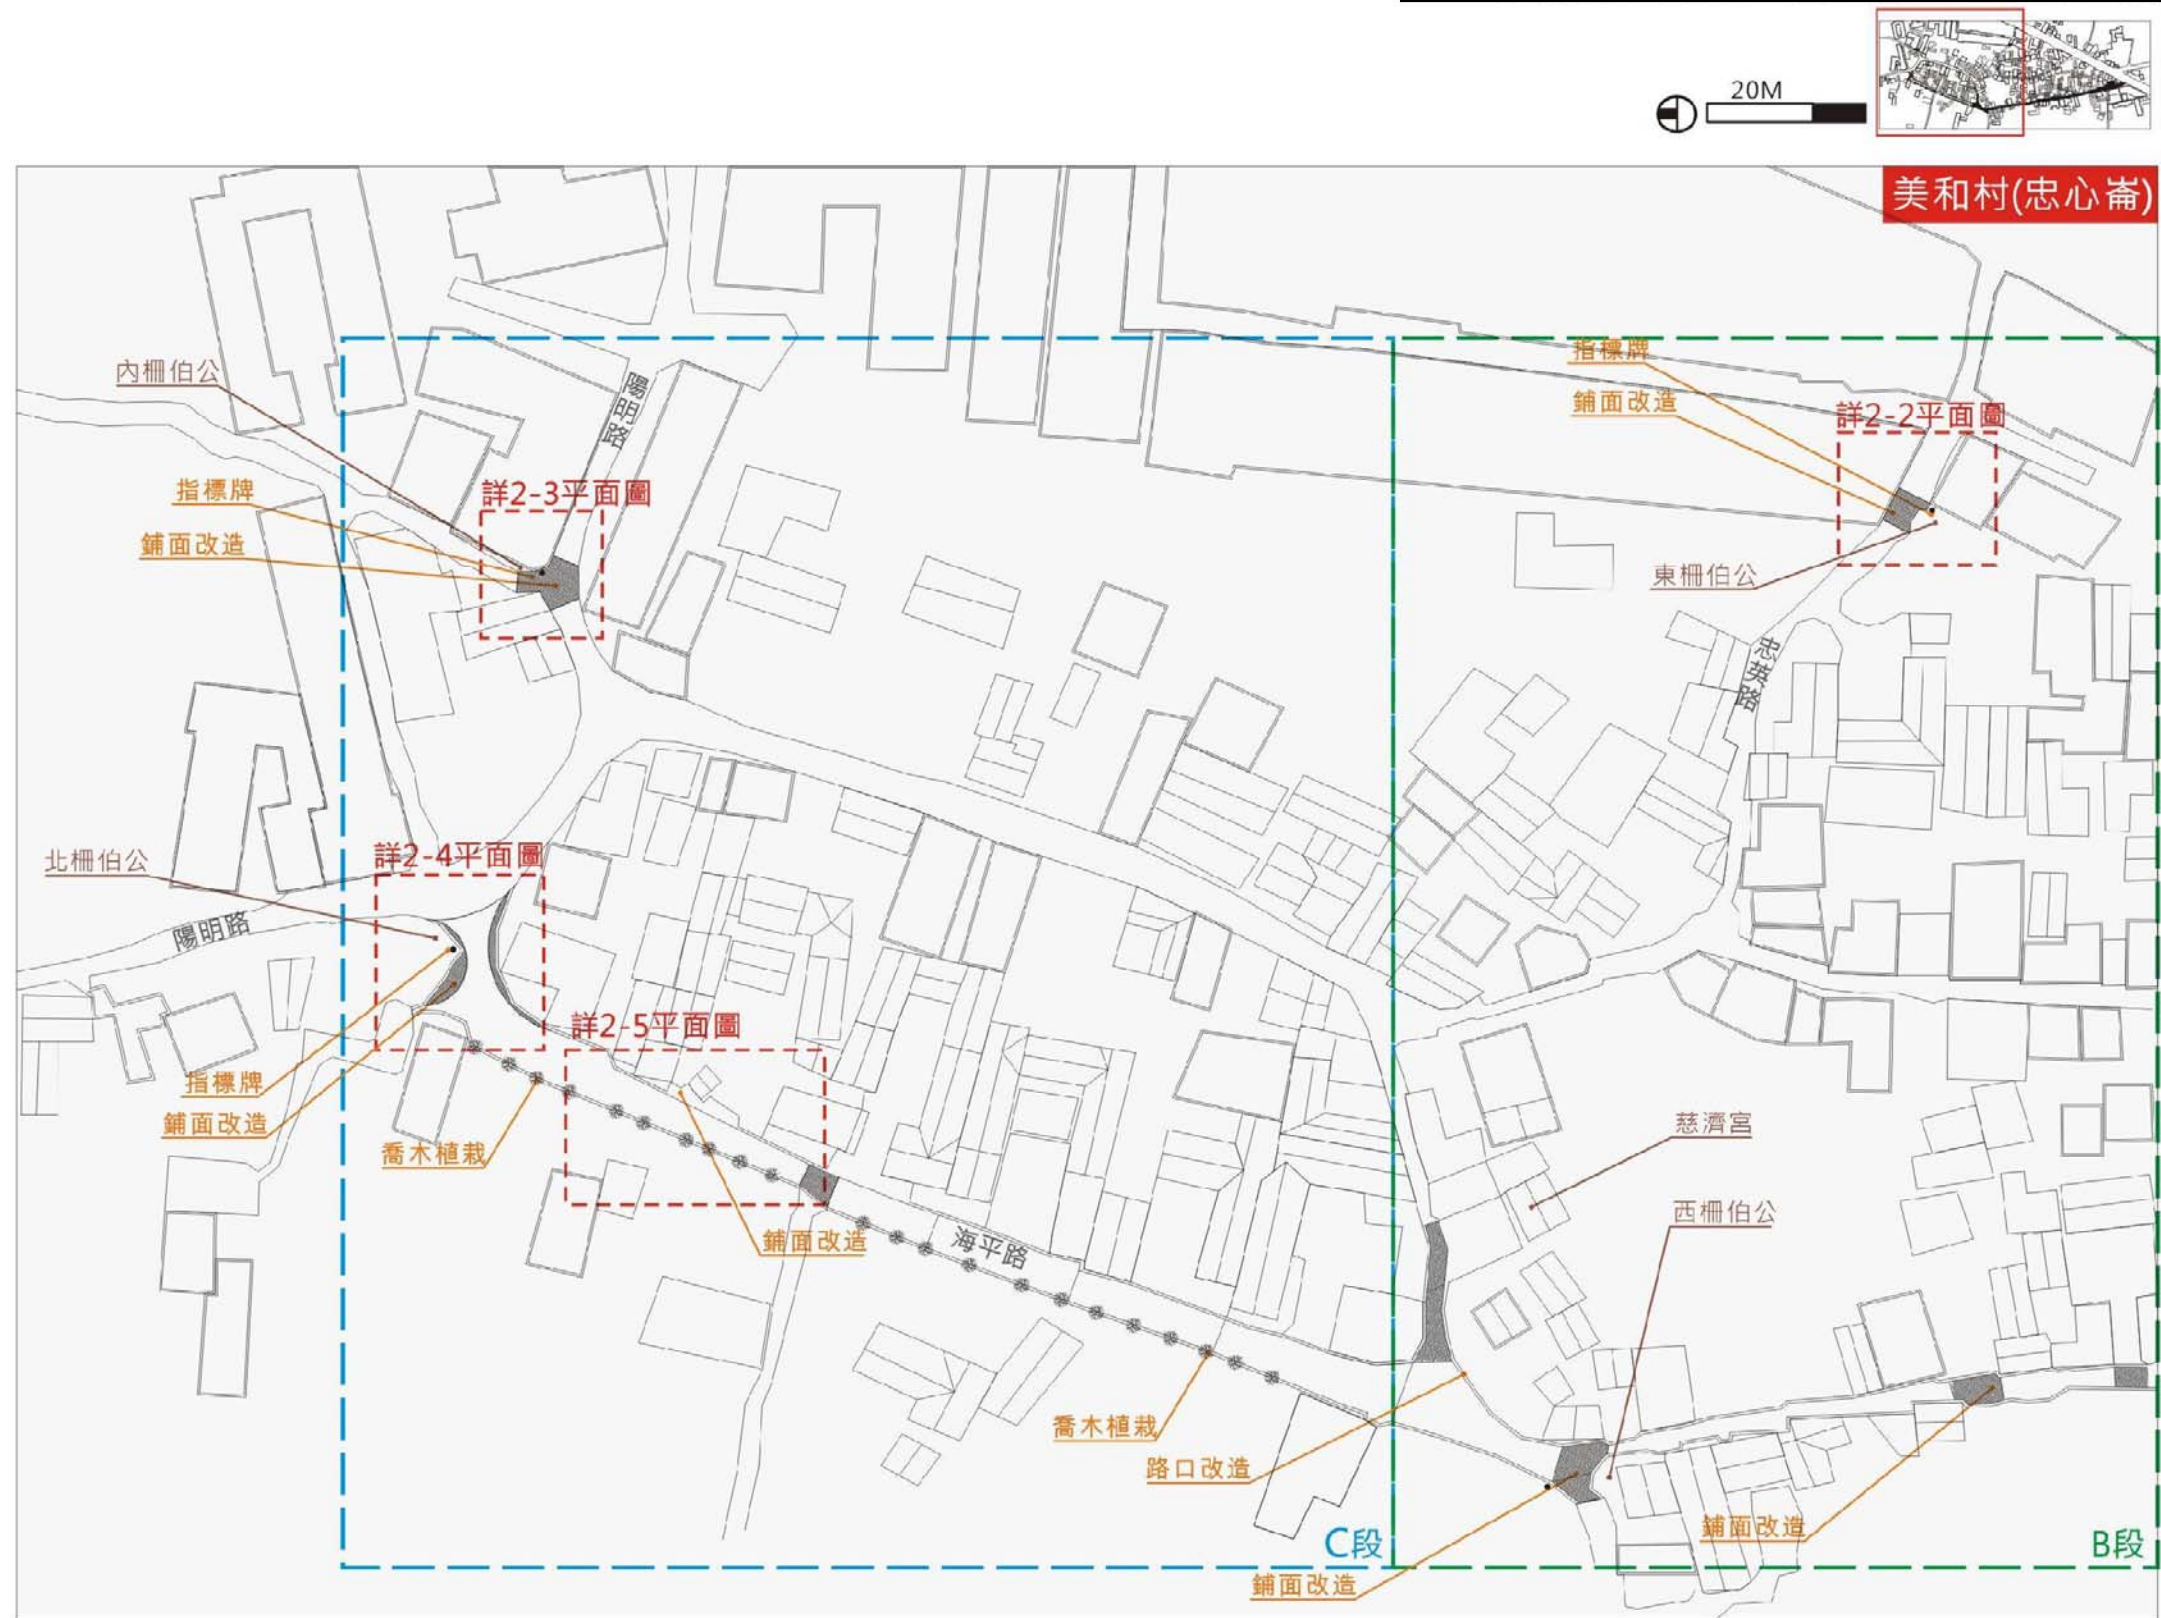 20M
美和村(忠心崙)
指標牌
內柵伯公
陽明路
鋪面改造
詳2-2平面圖
指標牌
詳2-3平面圖
鋪面改造
東柵伯公
忠英路
北柵伯公
詳2-4平面圖
陽明路
詳2-5平面圖
指標牌
鋪面改造
慈濟宮
喬木植栽
西柵伯公
鋪面改造
海平路
喬木植栽
路口改造
鋪面改造
C段
B段
鋪面改造